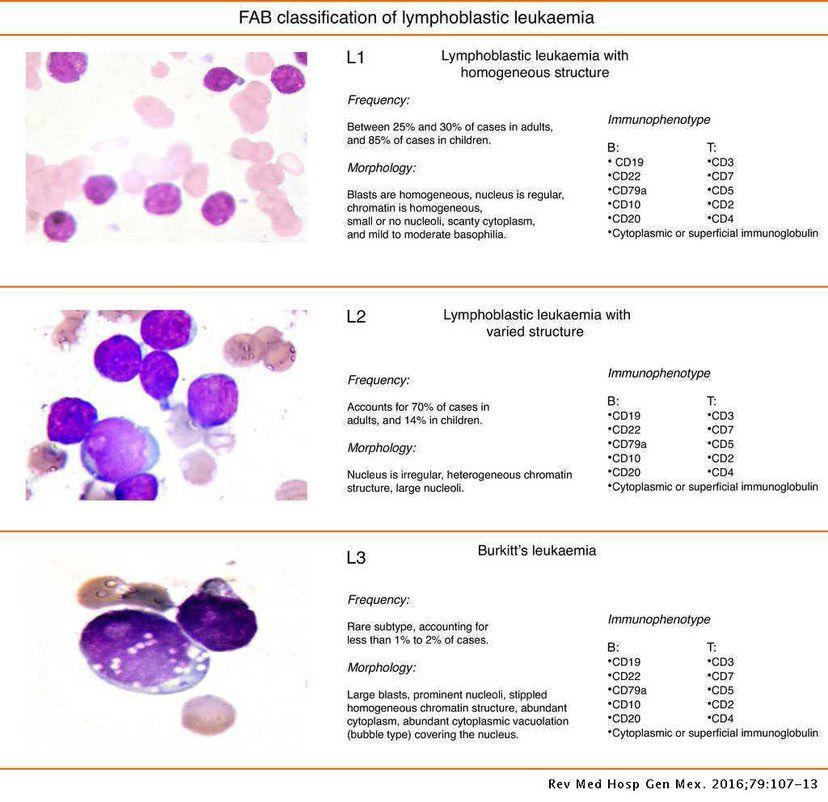 FAB classification of lymphoblastic leukaemia
L1
Lymphoblastic leukaemia with
homogeneous structure
Frequency:
Between 25% and 30% of cases in adults,
and 85% of cases in children.
Morphology:
Blasts are homogeneous, nucleus is regular,
chromatin is homogeneous,
small or no nucleoli, scanty cytoplasm,
and mild to moderate basophilia.
Immunophenotype
B: T:
• CD19 •CD3
•CD22 •CD7
•CD79a •CD5
•CD10 •CD2
•CD20 •CD4
•Cytoplasmic or superficial immunoglobulin
L2
Lymphoblastic leukaemia with
varied structure
Frequency:
Accounts for 70% of cases in
adults, and 14% in children.
Morphology:
Nucleus is irregular, heterogeneous chromatin
structure, large nucleoli.
Immunophenotype
B: T:
•CD19 •CD3
•CD22 •CD7
•CD79a •CD5
•CD10 •CD2
•CD20 •CD4
•Cytoplasmic or superficial immunoglobulin
L3
Burkitt's leukaemia
Frequency:
Rare subtype, accounting for
less than 1% to 2% of cases.
Morphology:
Large blasts, prominent nucleoli, stippled
homogeneous chromatin structure, abundant
cytoplasm, abundant cytoplasmic vacuolation
(bubble type) covering the nucleus.
Immunophenotype
B: T:
•CD19 •CD3
•CD22 •CD7
•CD79a •CD5
•CD10 •CD2
•CD20 •CD4
•Cytoplasmic or superficial immunoglobulin
Rev Med Hosp Gen Mex. 2016;79:107–13